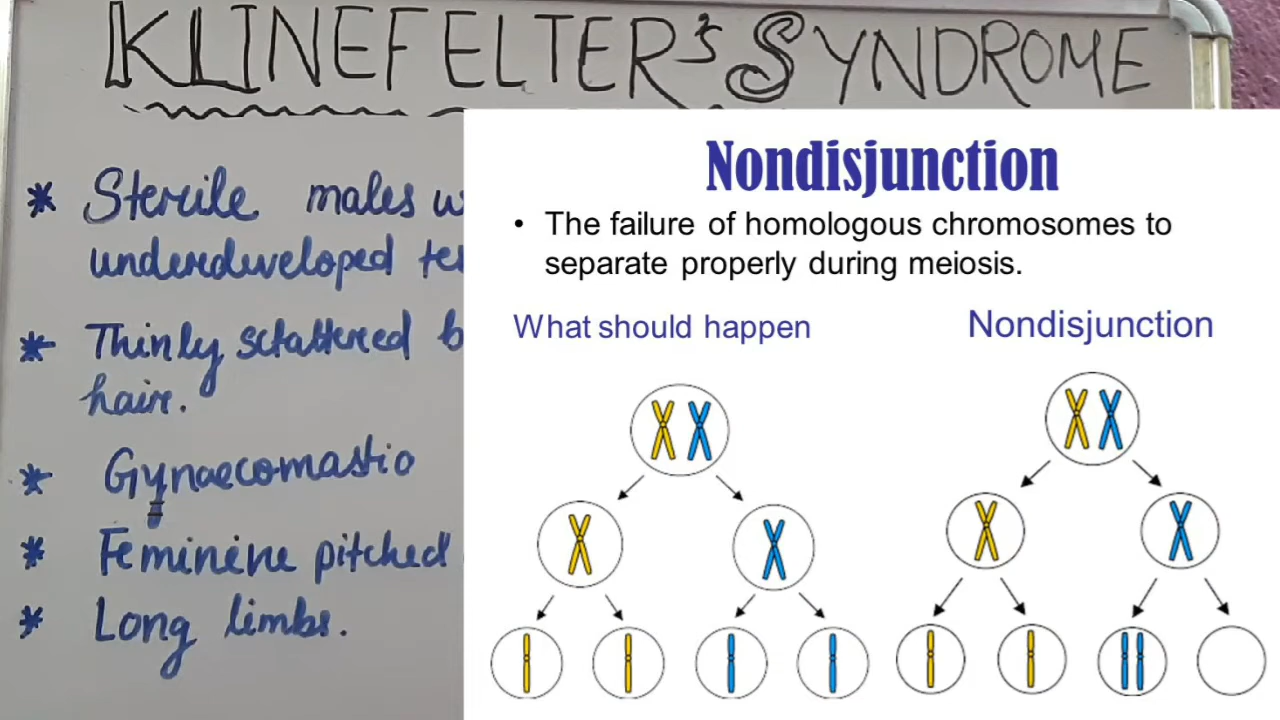 KLINEFELTER'S SYNDROME
* Sterile males
underdeveloped
* Thinly scattered
hair.
* Gynaecomastia
* Feminine pitched
* Long limbs.
Nondisjunction
• The failure of homologous chromosomes to
separate properly during meiosis.
What should happen
Nondisjunction